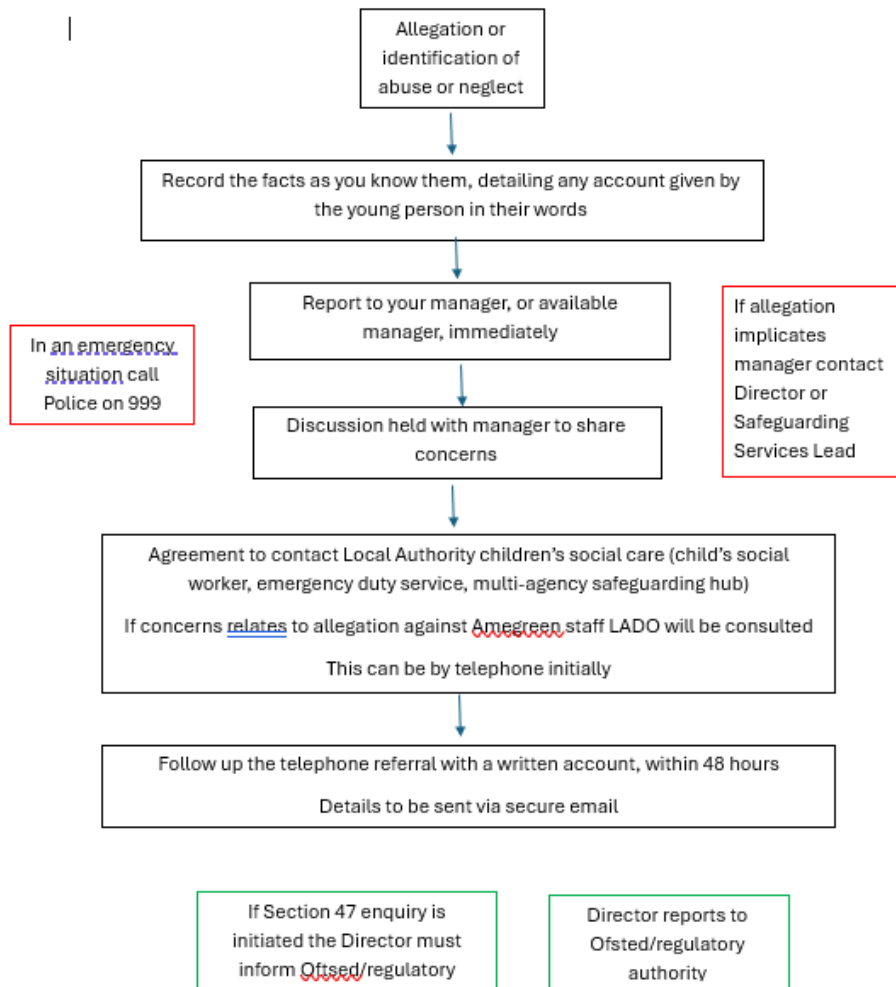 Allegation or
identification of
abuse or neglect
Record the facts as you know them, detailing any account given by
the young person in their words
Report to your manager, or available
manager, immediately
In an emergency
situation call
Police on 999
If allegation
implicates
manager contact
Director or
Safeguarding
Services Lead
Discussion held with manager to share
concerns
Agreement to contact Local Authority children’s social care (child’s social
worker, emergency duty service, multi-agency safeguarding hub)
If concerns relates to allegation against Amegreen staff LADO will be consulted
This can be by telephone initially
Follow up the telephone referral with a written account, within 48 hours
Details to be sent via secure email
If Section 47 enquiry is
initiated the Director must
inform Oftsed/regulatory
Director reports to
Ofsted/regulatory
authority